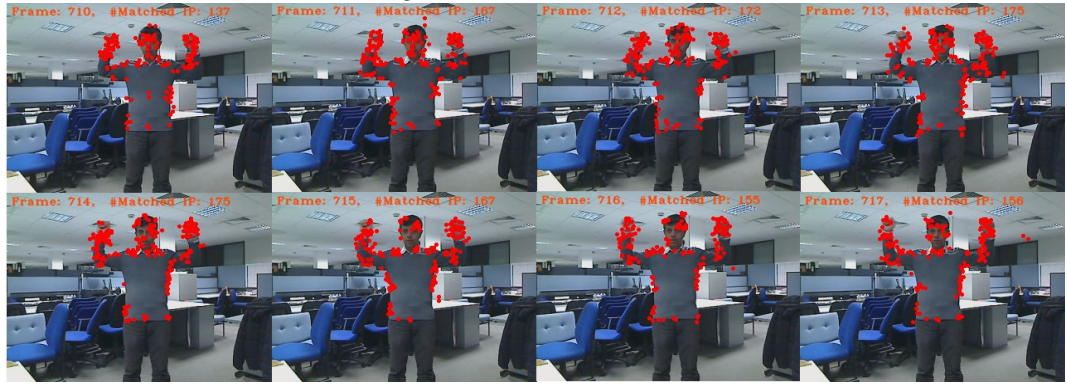 Frame: 710, #Matched IP: 137
Frame: 711, #Matched IP: 167
Frame: 712, #Matched IP: 172
Frame: 713, #Matched IP: 175
Frame: 714, #Matched IP: 175
Frame: 715, #Matched IP: 167
Frame: 716, #Matched IP: 155
Frame: 717, #Matched IP: 156